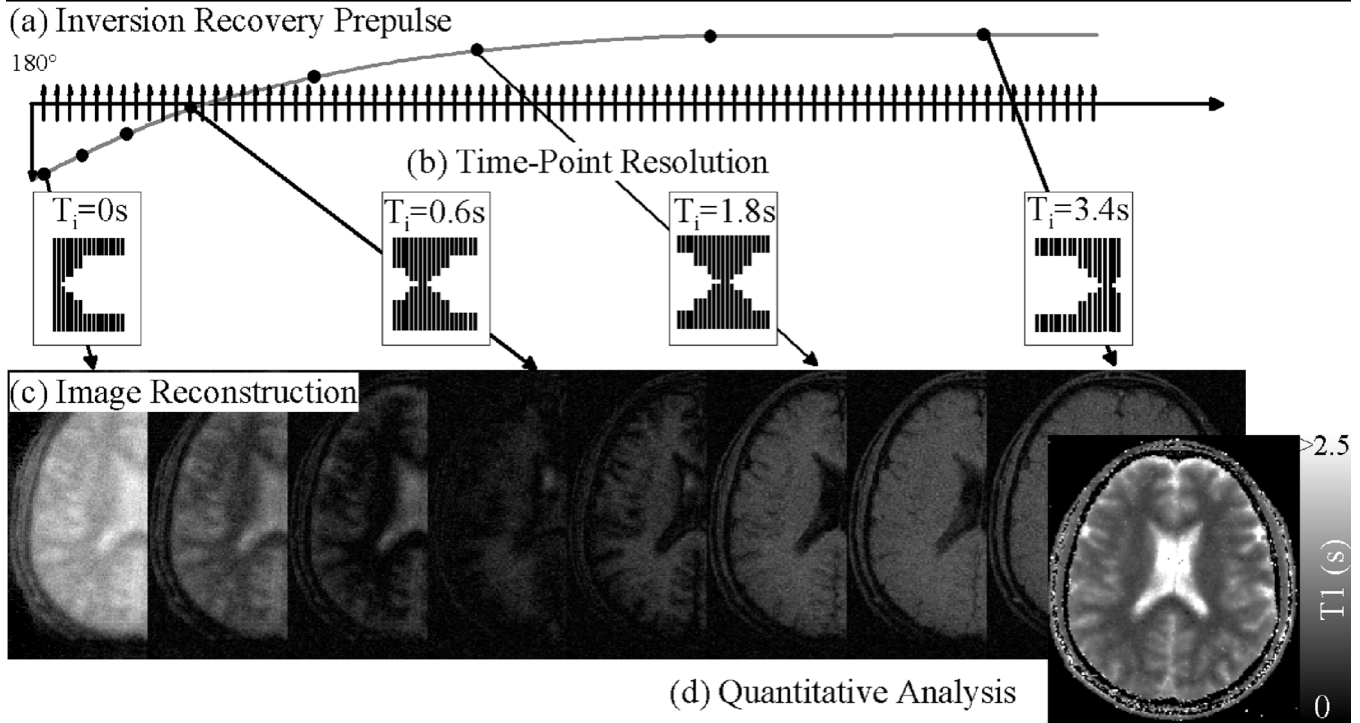 (a) Inversion Recovery Prepulse
180°
(b) Time-Point Resolution
Ti=0s
Ti=0.6s
Ti=1.8s
Ti=3.4s
(c) Image Reconstruction
>2.5
T1 (s)
0
(d) Quantitative Analysis